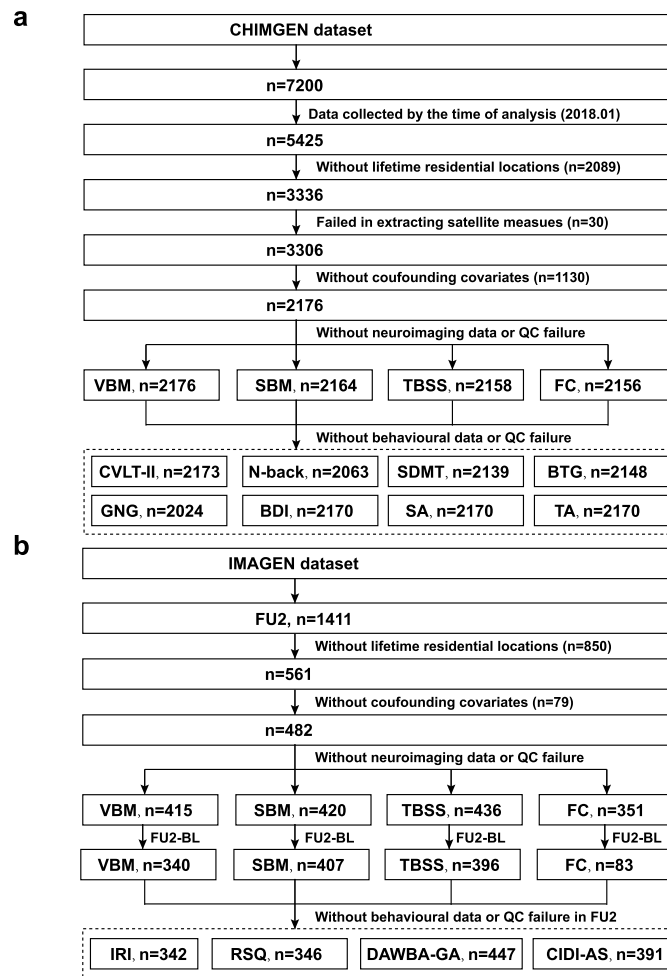 a
CHIMGEN dataset
n=7200
Data collected by the time of analysis (2018.01)
n=5425
Without lifetime residential locations (n=2089)
n=3336
Failed in extracting satellite measues (n=30)
n=3306
Without coufounding covariates (n=1130)
n=2176
Without neuroimaging data or QC failure
VBM, n=2176 SBM, n=2164 TBSS, n=2158 FC, n=2156
Without behavioural data or QC failure
CVLT-II, n=2173 N-back, n=2063 SDMT, n=2139 BTG, n=2148
GNG, n=2024 BDI, n=2170 SA, n=2170 TA, n=2170
b
IMAGEN dataset
FU2, n=1411
Without lifetime residential locations (n=850)
n=561
Without coufounding covariates (n=79)
n=482
Without neuroimaging data or QC failure
VBM, n=415 SBM, n=420 TBSS, n=436 FC, n=351
FU2-BL FU2-BL FU2-BL FU2-BL
VBM, n=340 SBM, n=407 TBSS, n=396 FC, n=83
Without behavioural data or QC failure in FU2
IRI, n=342 RSQ, n=346 DAWBA-GA, n=447 CIDI-AS, n=391